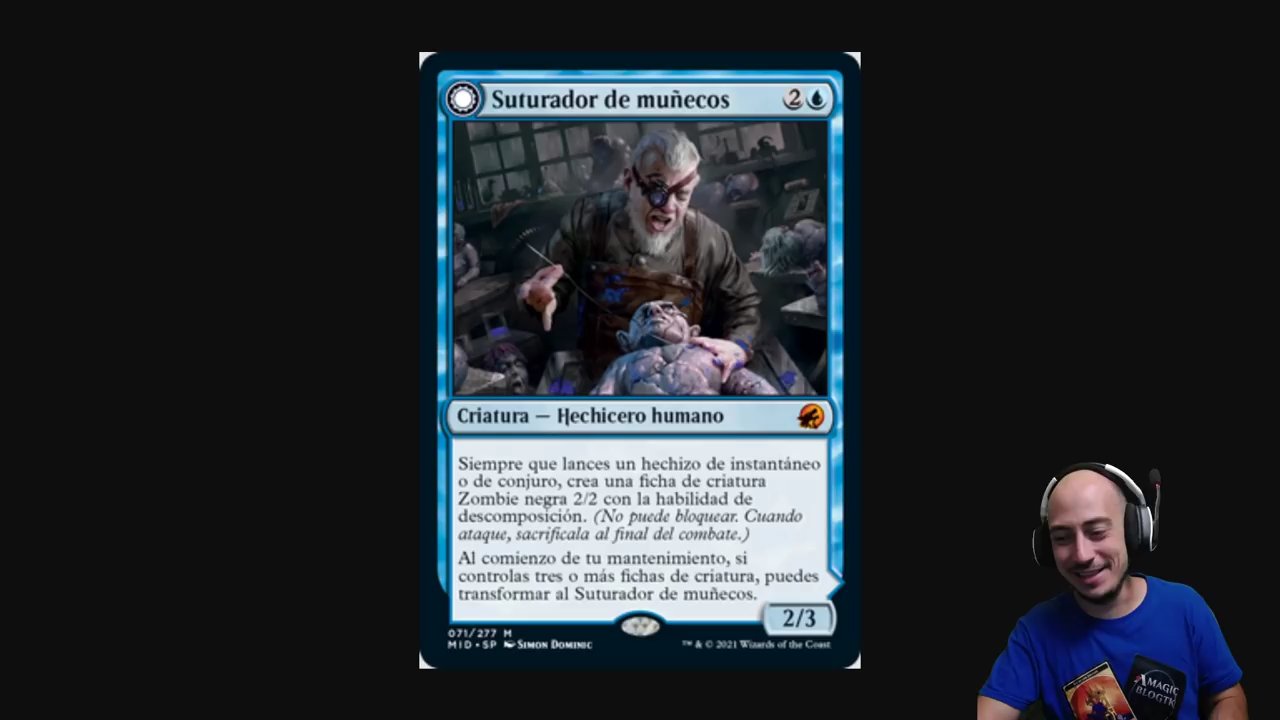 Suturador de muñecos 2
Criatura — Hechicero humano
Siempre que lances un hechizo de instantáneo
o de conjuro, crea una ficha de criatura
Zombie negra 2/2 con la habilidad de
descomposición. (No puede bloquear. Cuando
ataque, sacrifícala al final del combate.)
Al comienzo de tu mantenimiento, si
controlas tres o más fichas de criatura, puedes
transformar al Suturador de muñecos.
2/3
071/277 M
MID • SP SIMON DOMINIC
™ & © 2021 Wizards of the Coast
MAGIC
BLOGTK